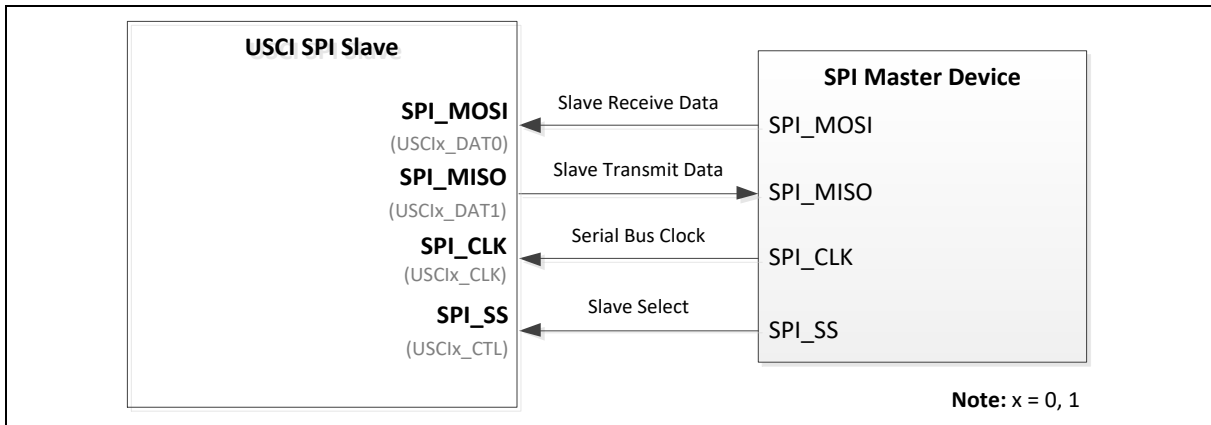 USCI SPI Slave
SPI_MOSI
(USCIx_DAT0)
SPI_MISO
(USCIx_DAT1)
SPI_CLK
(USCIx_CLK)
SPI_SS
(USCIx_CTL)
Slave Receive Data
Slave Transmit Data
Serial Bus Clock
Slave Select
SPI Master Device
SPI_MOSI
SPI_MISO
SPI_CLK
SPI_SS
Note: x = 0, 1